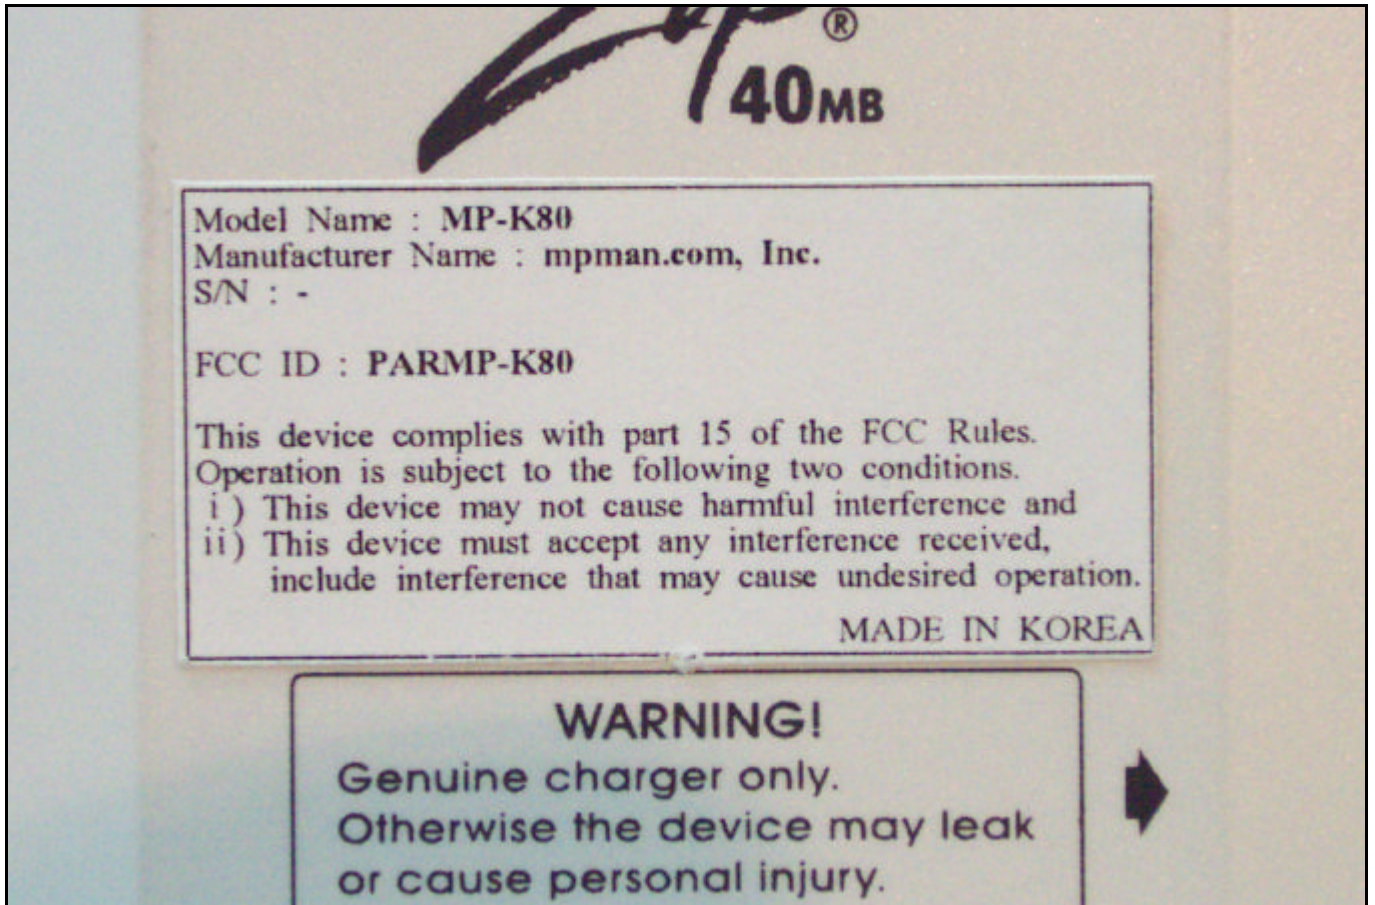 Zip®
40MB
Model Name : MP-K80
Manufacturer Name : mpman.com, Inc.
S/N : -
FCC ID : PARMP-K80
This device complies with part 15 of the FCC Rules.
Operation is subject to the following two conditions.
i ) This device may not cause harmful interference and
ii) This device must accept any interference received,
include interference that may cause undesired operation.
MADE IN KOREA
WARNING!
Genuine charger only.
Otherwise the device may leak
or cause personal injury.